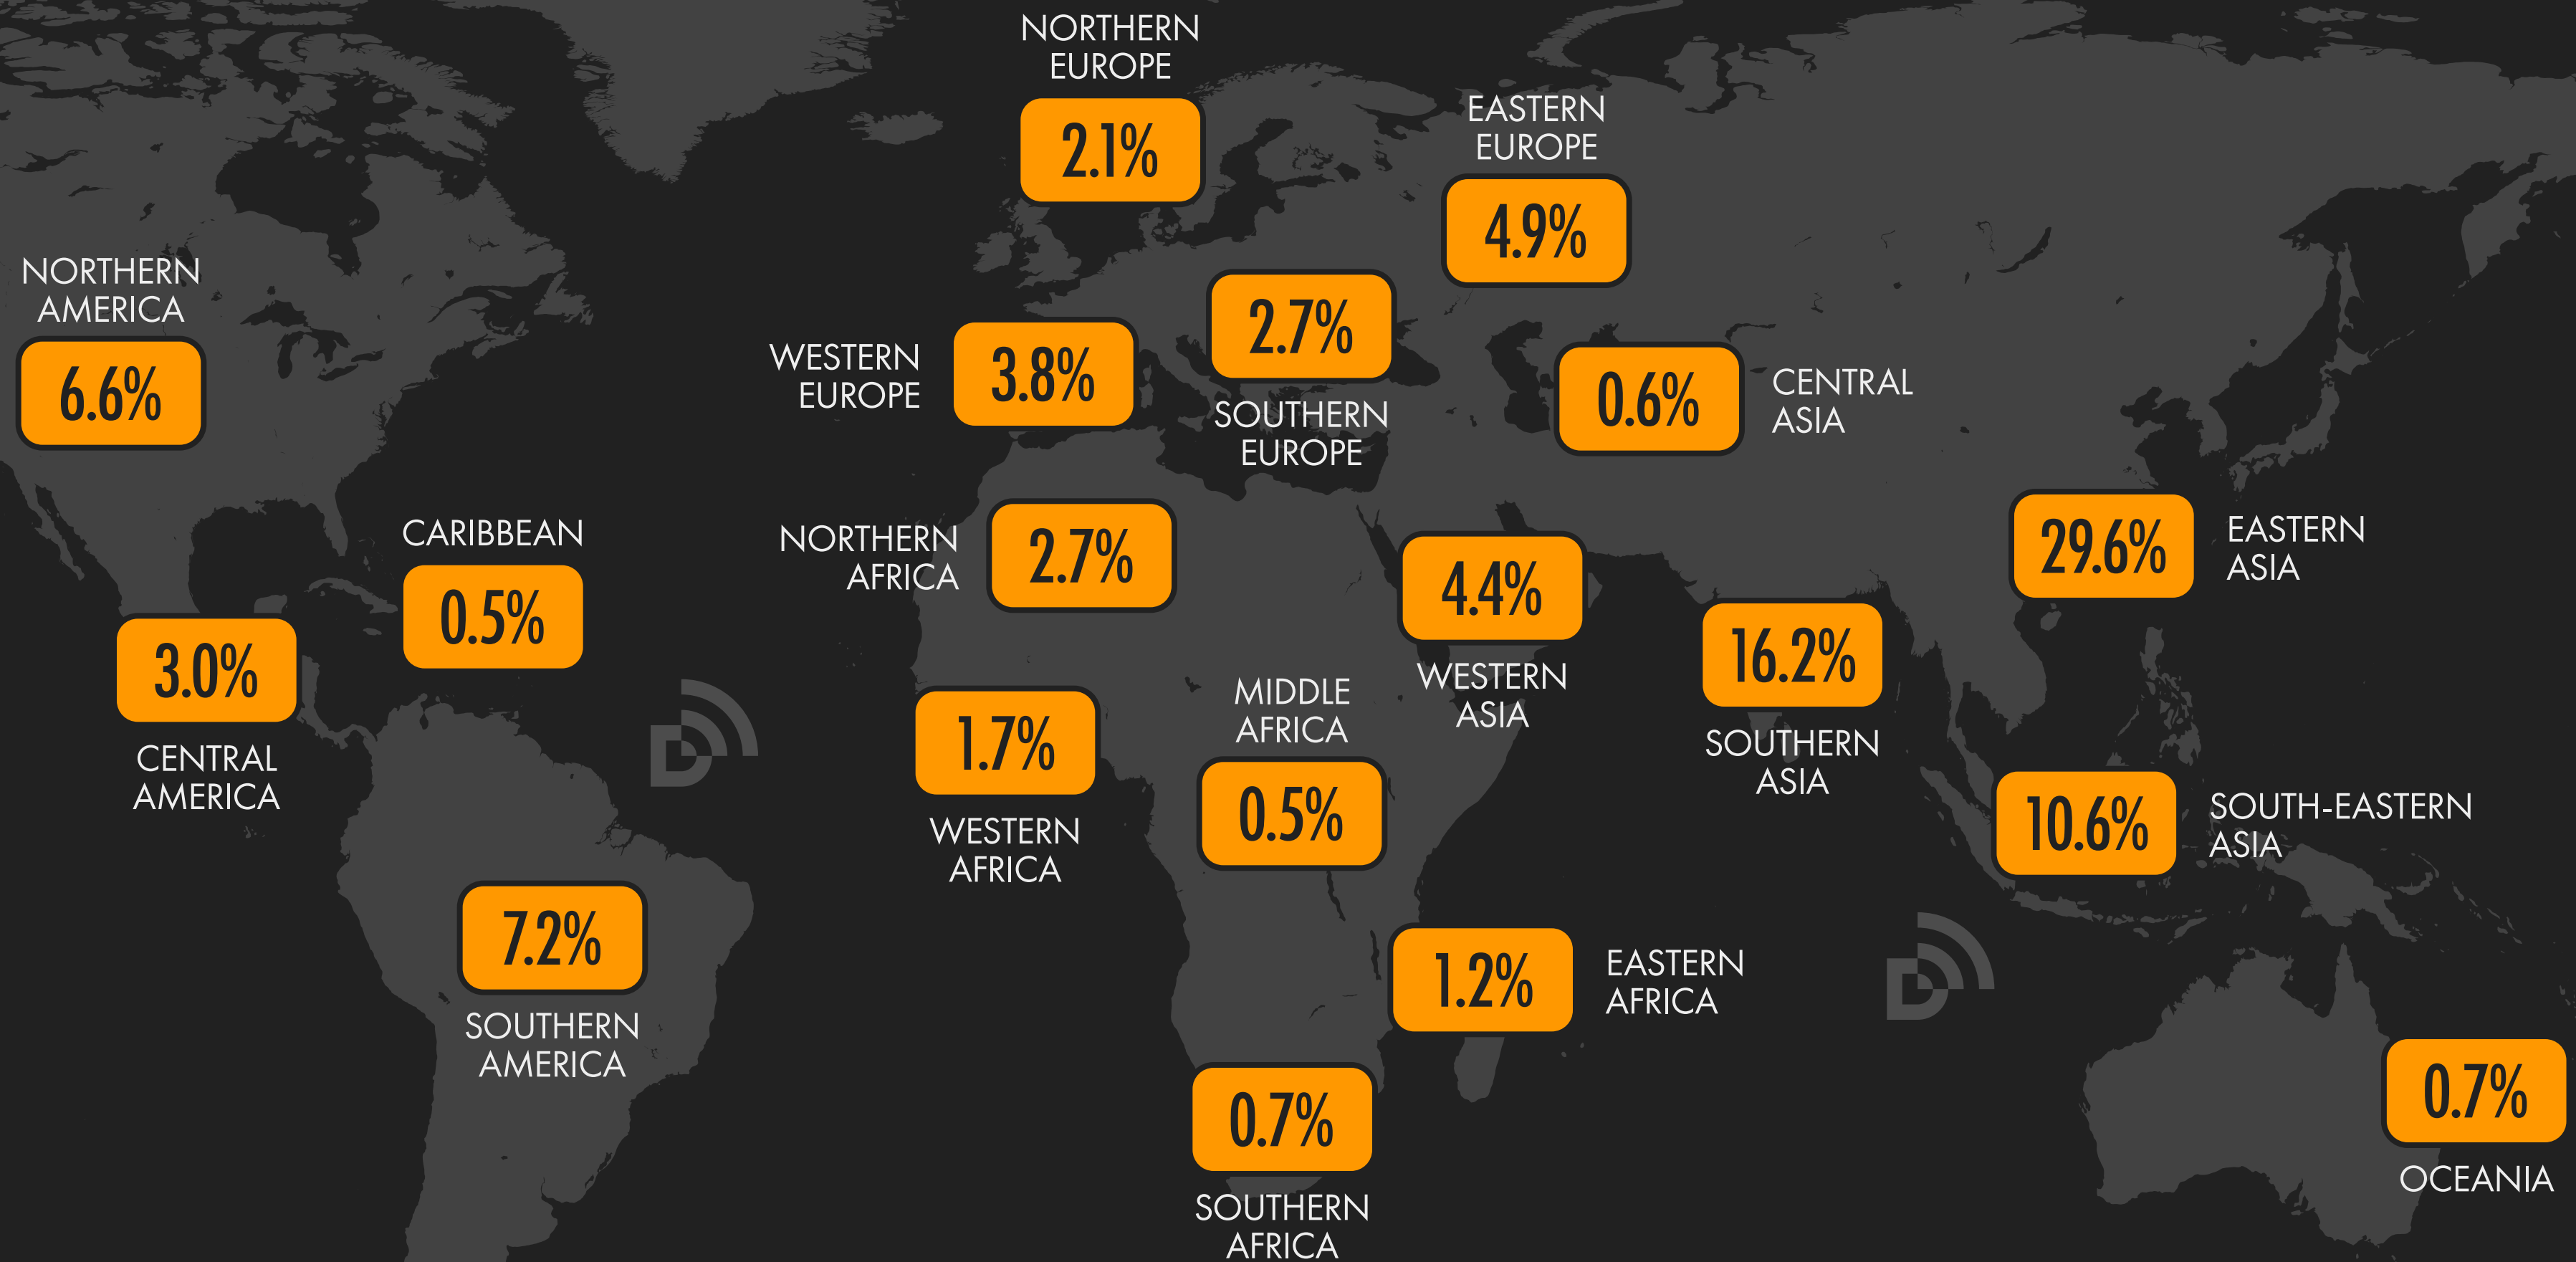 NORTHERN
EUROPE
2.1%
EASTERN
EUROPE
4.9%
NORTHERN
AMERICA
6.6%
WESTERN
EUROPE
3.8%
2.7%
SOUTHERN
EUROPE
0.6%
CENTRAL
ASIA
CARIBBEAN
0.5%
NORTHERN
AFRICA
2.7%
4.4%
WESTERN
ASIA
29.6%
EASTERN
ASIA
3.0%
CENTRAL
AMERICA
16.2%
SOUTHERN
ASIA
1.7%
WESTERN
AFRICA
MIDDLE
AFRICA
0.5%
10.6%
SOUTH-EASTERN
ASIA
7.2%
SOUTHERN
AMERICA
1.2%
EASTERN
AFRICA
0.7%
SOUTHERN
AFRICA
0.7%
OCEANIA